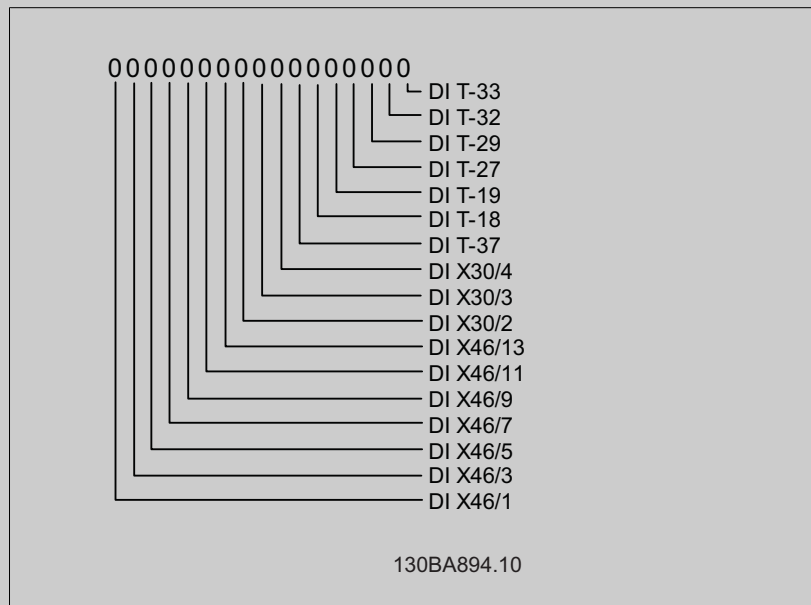 00000000000000000
DI T-33
DI T-32
DI T-29
DI T-27
DI T-19
DI T-18
DI T-37
DI X30/4
DI X30/3
DI X30/2
DI X46/13
DI X46/11
DI X46/9
DI X46/7
DI X46/5
DI X46/3
DI X46/1
130BA894.10